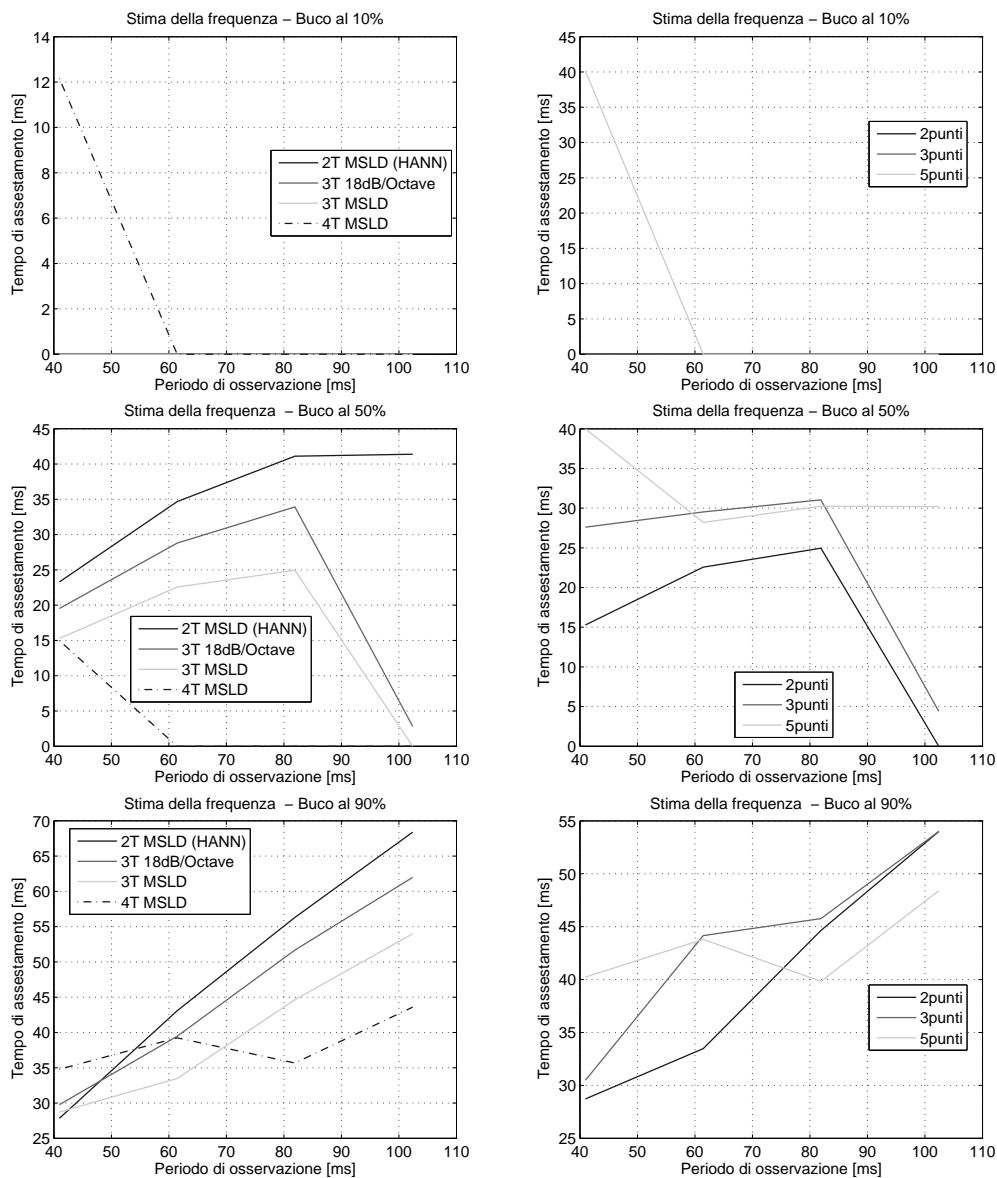 Stima della frequenza – Buco al 10%
14
12
10
8
6
4
2
0
Tempo di assestamento [ms]
2T MSLD (HANN)
3T 18dB/Octave
3T MSLD
4T MSLD
40 50 60 70 80 90 100 110
Periodo di osservazione [ms]
Stima della frequenza – Buco al 10%
45
40
35
30
25
20
15
10
5
0
Tempo di assestamento [ms]
2punti
3punti
5punti
40 50 60 70 80 90 100 110
Periodo di osservazione [ms]
Stima della frequenza – Buco al 50%
45
40
35
30
25
20
15
10
5
0
Tempo di assestamento [ms]
2T MSLD (HANN)
3T 18dB/Octave
3T MSLD
4T MSLD
40 50 60 70 80 90 100 110
Periodo di osservazione [ms]
Stima della frequenza – Buco al 50%
40
35
30
25
20
15
10
5
0
Tempo di assestamento [ms]
2punti
3punti
5punti
40 50 60 70 80 90 100 110
Periodo di osservazione [ms]
Stima della frequenza – Buco al 90%
70
65
60
55
50
45
40
35
30
25
Tempo di assestamento [ms]
2T MSLD (HANN)
3T 18dB/Octave
3T MSLD
4T MSLD
40 50 60 70 80 90 100 110
Periodo di osservazione [ms]
Stima della frequenza – Buco al 90%
55
50
45
40
35
30
25
Tempo di assestamento [ms]
2punti
3punti
5punti
40 50 60 70 80 90 100 110
Periodo di osservazione [ms]